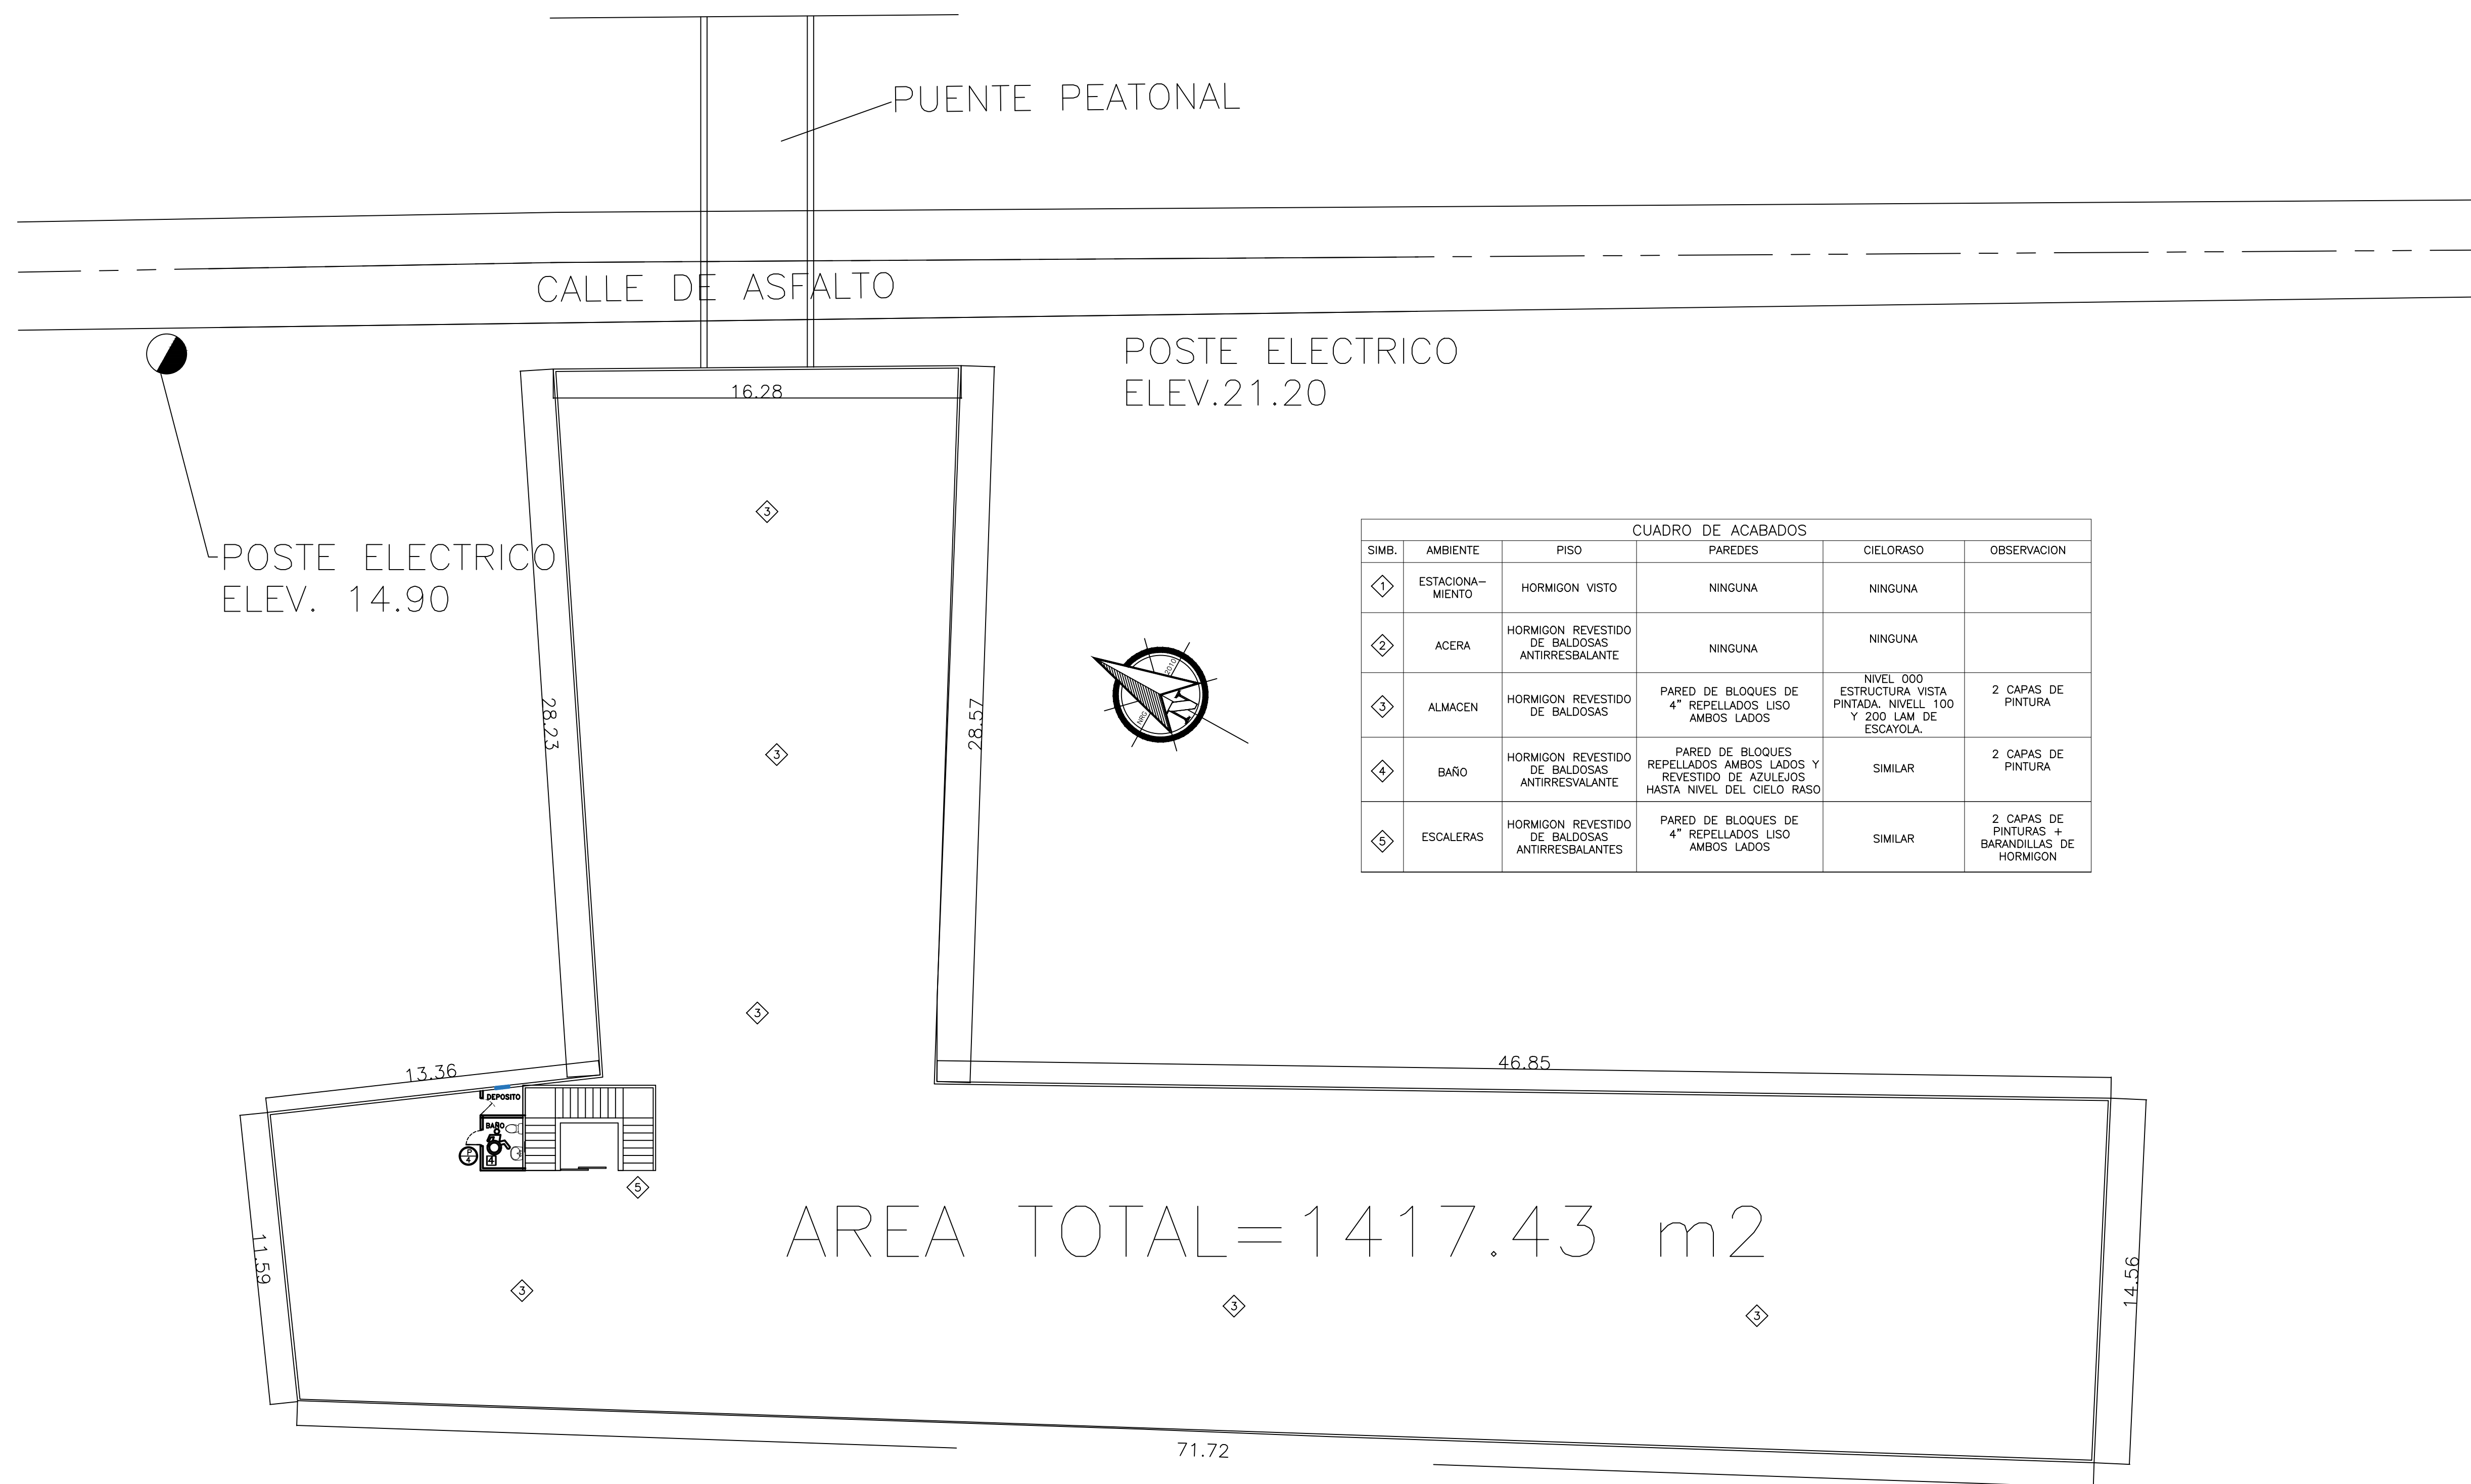 PUENTE PEATONAL
CALLE DE ASFALTO
POSTE ELECTRICO
ELEV.21.20
16.28
POSTE ELECTRICO
ELEV. 14.90
3
28.23
28.57
3
3
2010
NRG
CUADRO DE ACABADOS
SIMB. AMBIENTE PISO PAREDES CIELORASO OBSERVACION
1
ESTACIONA-
MIENTO
HORMIGON VISTO
NINGUNA
NINGUNA
2
ACERA
HORMIGON REVESTIDO
DE BALDOSAS
ANTIRRESBALANTE
NINGUNA
NINGUNA
3
ALMACEN
HORMIGON REVESTIDO
DE BALDOSAS
PARED DE BLOQUES DE
4" REPELLADOS LISO
AMBOS LADOS
NIVEL 000
ESTRUCTURA VISTA
PINTADA. NIVELL 100
Y 200 LAM DE
ESCAYOLA.
2 CAPAS DE
PINTURA
4
BAÑO
HORMIGON REVESTIDO
DE BALDOSAS
ANTIRRESVALANTE
PARED DE BLOQUES
REPELLADOS AMBOS LADOS Y
REVESTIDO DE AZULEJOS
HASTA NIVEL DEL CIELO RASO
SIMILAR
2 CAPAS DE
PINTURA
5
ESCALERAS
HORMIGON REVESTIDO
DE BALDOSAS
ANTIRRESBALANTES
PARED DE BLOQUES DE
4" REPELLADOS LISO
AMBOS LADOS
SIMILAR
2 CAPAS DE
PINTURAS +
BARANDILLAS DE
HORMIGON
13.36
46.85
DEPOSITO
BAÑO
P
4
4
5
11.59
AREA TOTAL=1417.43 m2
14.56
3
3
3
71.72